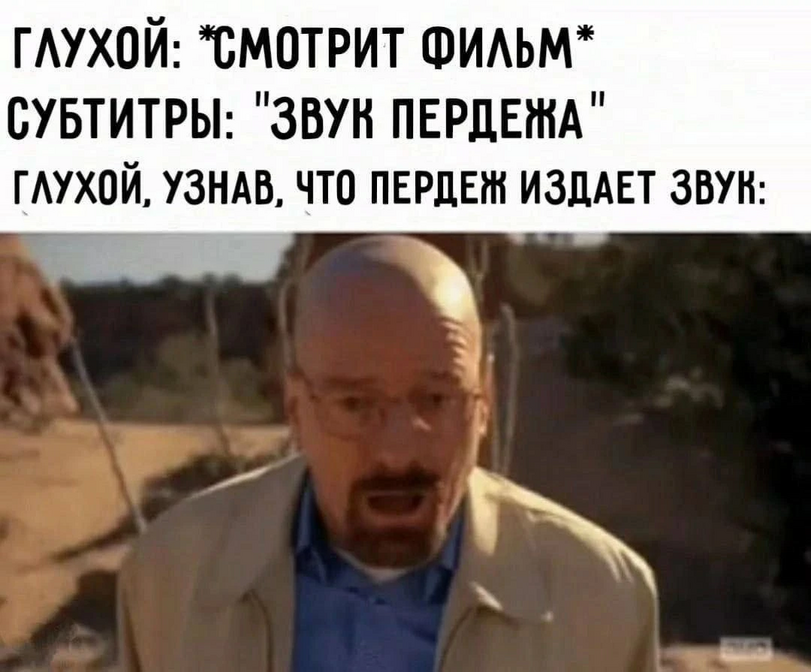 ГЛУХОЙ: *СМОТРИТ ФИЛЬМ*
СУБТИТРЫ: "ЗВУК ПЕРДЕЖА"
ГЛУХОЙ, УЗНАВ, ЧТО ПЕРДЕЖ ИЗДАЕТ ЗВУК: